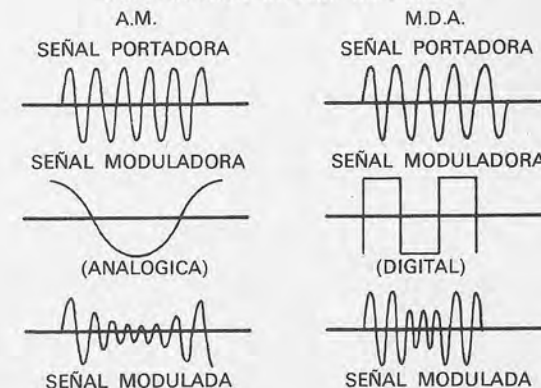 A.M.
SEÑAL PORTADORA
SEÑAL MODULADORA
(ANALOGICA)
SEÑAL MODULADA
M.D.A.
SEÑAL PORTADORA
SEÑAL MODULADORA
(DIGITAL)
SEÑAL MODULADA